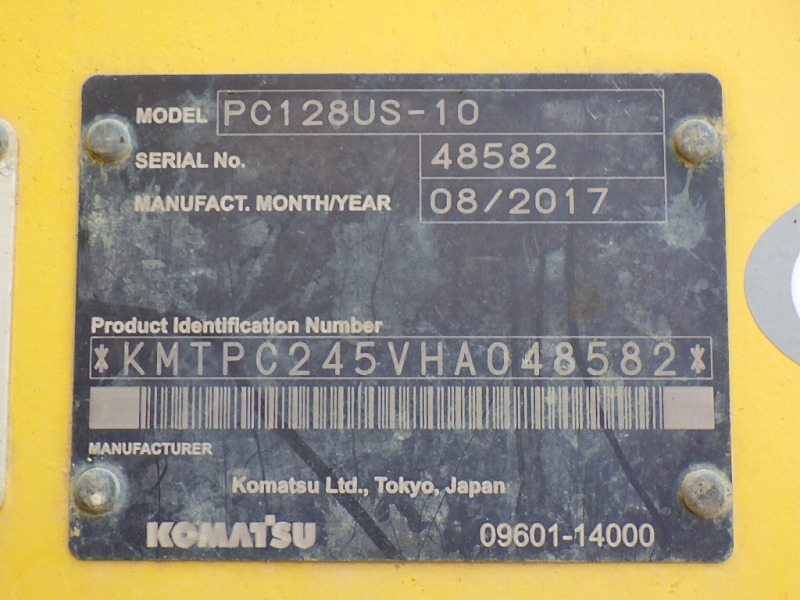 MODEL PC128US-10
SERIAL No. 48582
MANUFACT. MONTH/YEAR 08/2017
Product Identification Number
*KMTPC245VHA048582*
MANUFACTURER
Komatsu Ltd., Tokyo, Japan
KOMATSU 09601-14000